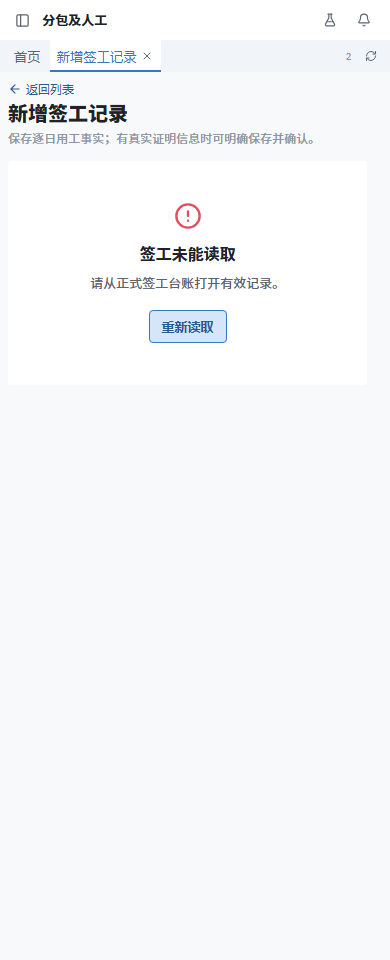 分包及人工
首页 新增签工记录 2
返回列表
新增签工记录
保存逐日用工事实；有真实证明信息时可明确保存并确认。
签工未能读取
请从正式签工台账打开有效记录。
重新读取